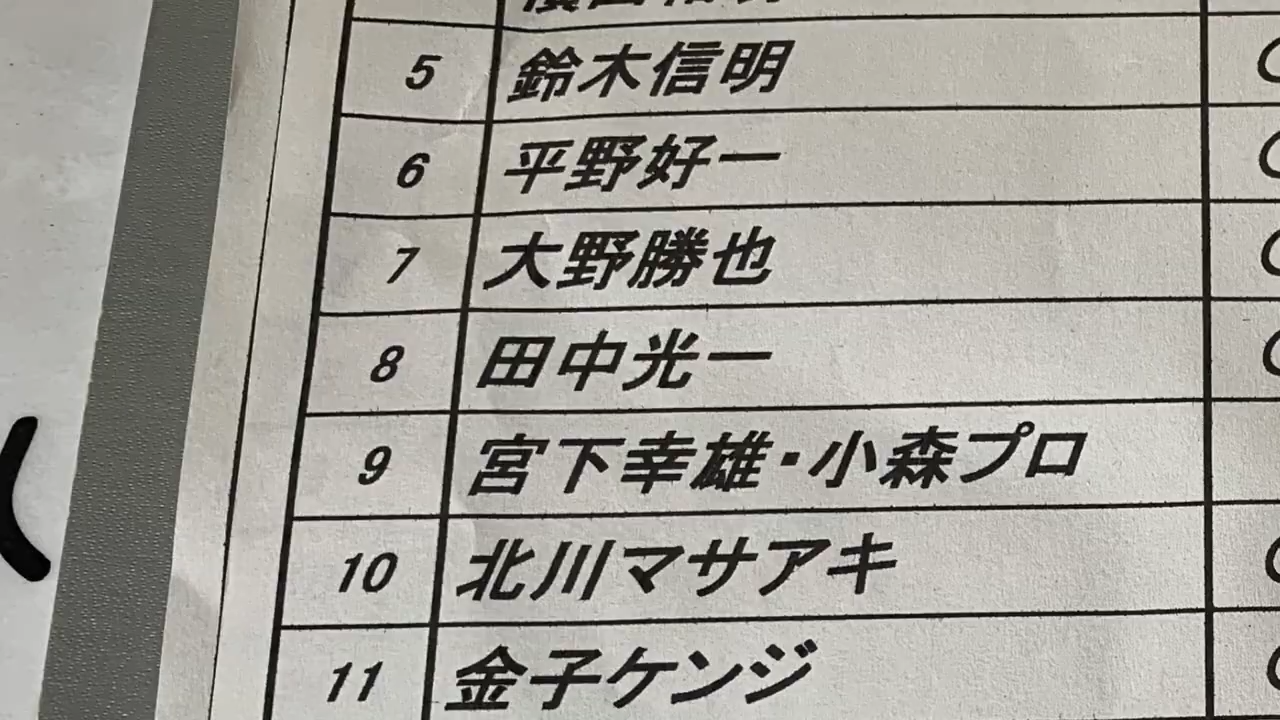 5 鈴木信明
6 平野好一
7 大野勝也
8 田中光一
9 宮下幸雄・小森プロ
10 北川マサアキ
11 金子ケンジ